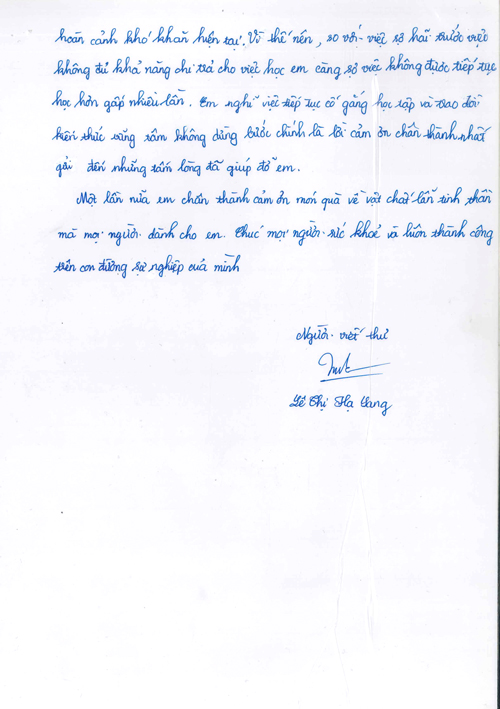 hoàn cảnh khó khăn hiện tại. Vì thế nên, so với việc sợ hãi trước việc
không đủ khả năng chi trả cho việc học em càng sợ việc không được tiếp tục
học hơn gấp nhiều lần. Em nghĩ việc tiếp tục cố gắng học tập và trao dồi
kiến thức vững tâm không dừng bước chính là lời cảm ơn chân thành nhất
gửi đến những tấm lòng đã giúp đỡ em.
Một lần nữa em chân thành cảm ơn món quà về vật chất lẫn tinh thần
mà mọi người dành cho em. Chúc mọi người sức khoẻ và luôn thành công
trên con đường sự nghiệp của mình
Người viết thư
Lê Thị Hạ